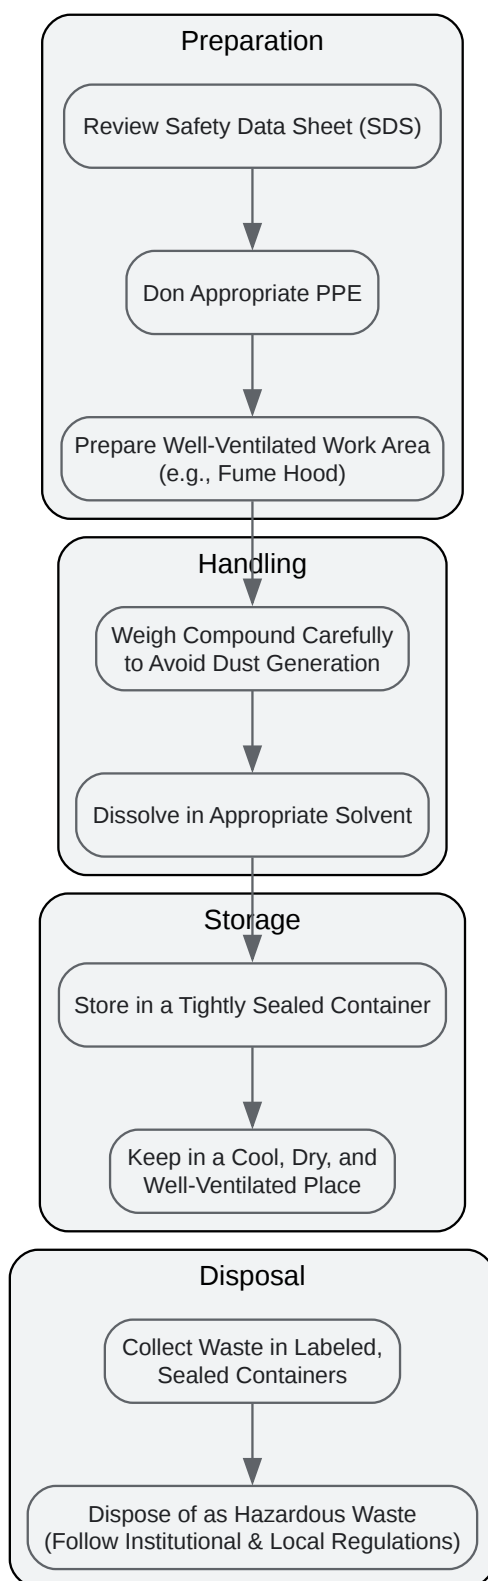 Preparation
Review Safety Data Sheet (SDS)
Don Appropriate PPE
Prepare Well-Ventilated Work Area
(e.g., Fume Hood)
Handling
Weigh Compound Carefully
to Avoid Dust Generation
Dissolve in Appropriate Solvent
Storage
Store in a Tightly Sealed Container
Keep in a Cool, Dry, and
Well-Ventilated Place
Disposal
Collect Waste in Labeled,
Sealed Containers
Dispose of as Hazardous Waste
(Follow Institutional & Local Regulations)